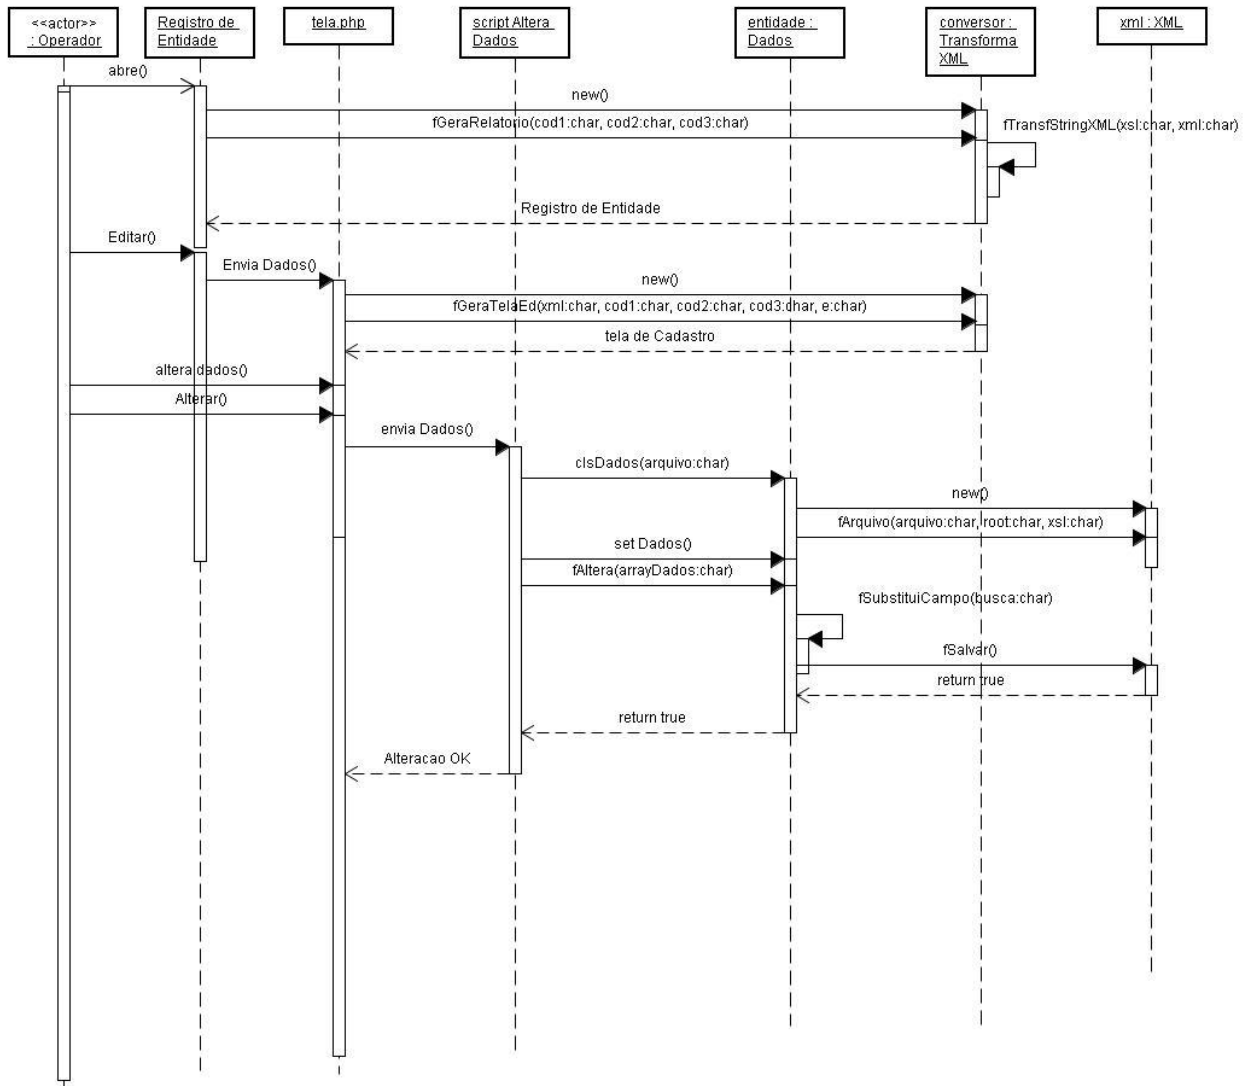 <<actor>>
: Operador
Registro de
Entidade
tela.php
script Altera
Dados
entidade :
Dados
conversor :
Transforma
XML
xml : XML
abre()
new()
fGeraRelatorio(cod1:char, cod2:char, cod3:char)
fTransfStringXML(xsl:char, xml:char)
Registro de Entidade
Editar()
Envia Dados()
new()
fGeraTelaEd(xml:char, cod1:char, cod2:char, cod3:char, e:char)
tela de Cadastro
altera dados()
Alterar()
envia Dados()
clsDados(arquivo:char)
new()
fArquivo(arquivo:char, root:char, xsl:char)
set Dados()
fAltera(arrayDados:char)
fSubstituiCampo(busca:char)
fSalvar()
return true
return true
Alteracao OK